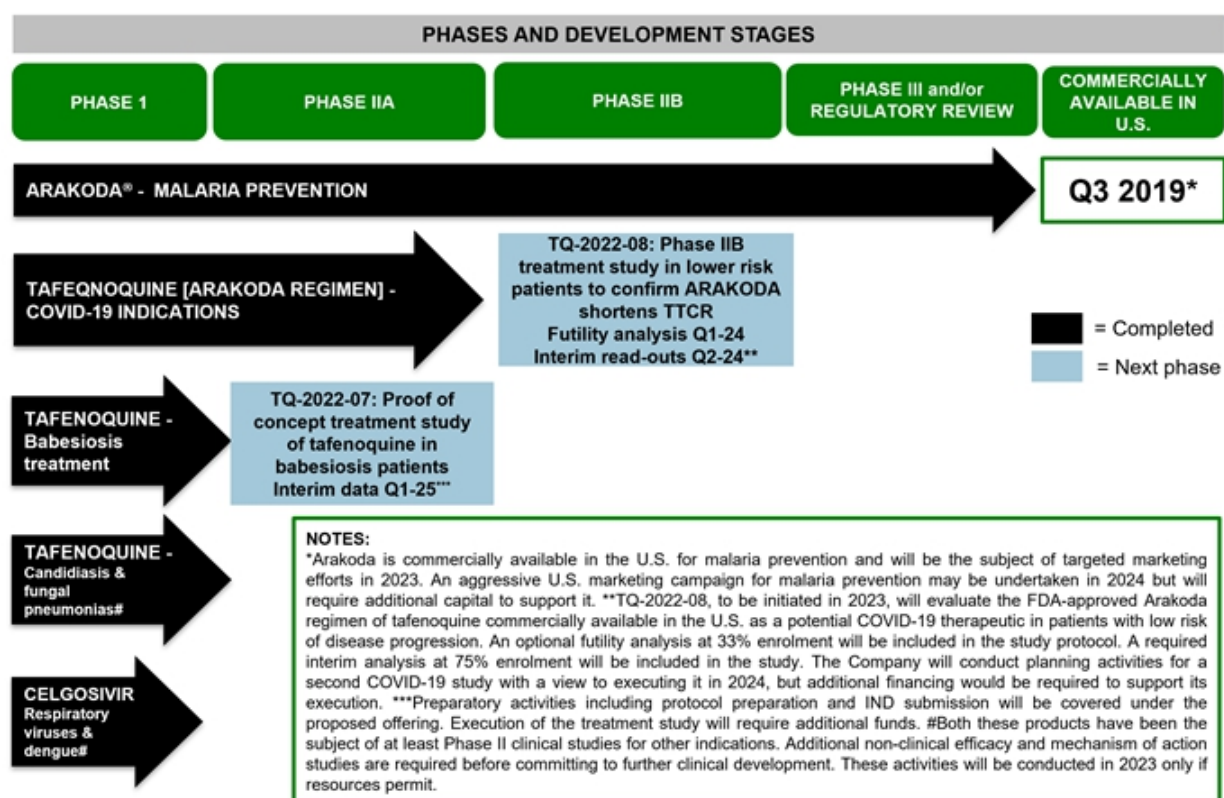 PHASES AND DEVELOPMENT STAGES
PHASE 1
PHASE IIA
PHASE IIB
PHASE III and/or
REGULATORY REVIEW
COMMERCIALLY
AVAILABLE IN
U.S.
ARAKODA® - MALARIA PREVENTION
Q3 2019*
TAFEQNOQUINE [ARAKODA REGIMEN] -
COVID-19 INDICATIONS
TQ-2022-08: Phase IIB
treatment study in lower risk
patients to confirm ARAKODA
shortens TTCR
Futility analysis Q1-24
Interim read-outs Q2-24**
= Completed
= Next phase
TAFENOQUINE -
Babesiosis
treatment
TQ-2022-07: Proof of
concept treatment study
of tafenoquine in
babesiosis patients
Interim data Q1-25***
TAFENOQUINE -
Candidiasis &
fungal
pneumonias#
CELGOSIVIR
Respiratory
viruses &
dengue#
NOTES:
*Arakoda is commercially available in the U.S. for malaria prevention and will be the subject of targeted marketing
efforts in 2023. An aggressive U.S. marketing campaign for malaria prevention may be undertaken in 2024 but will
require additional capital to support it. **TQ-2022-08, to be initiated in 2023, will evaluate the FDA-approved Arakoda
regimen of tafenoquine commercially available in the U.S. as a potential COVID-19 therapeutic in patients with low risk
of disease progression. An optional futility analysis at 33% enrolment will be included in the study protocol. A required
interim analysis at 75% enrolment will be included in the study. The Company will conduct planning activities for a
second COVID-19 study with a view to executing it in 2024, but additional financing would be required to support its
execution. ***Preparatory activities including protocol preparation and IND submission will be covered under the
proposed offering. Execution of the treatment study will require additional funds. #Both these products have been the
subject of at least Phase II clinical studies for other indications. Additional non-clinical efficacy and mechanism of action
studies are required before committing to further clinical development. These activities will be conducted in 2023 only if
resources permit.